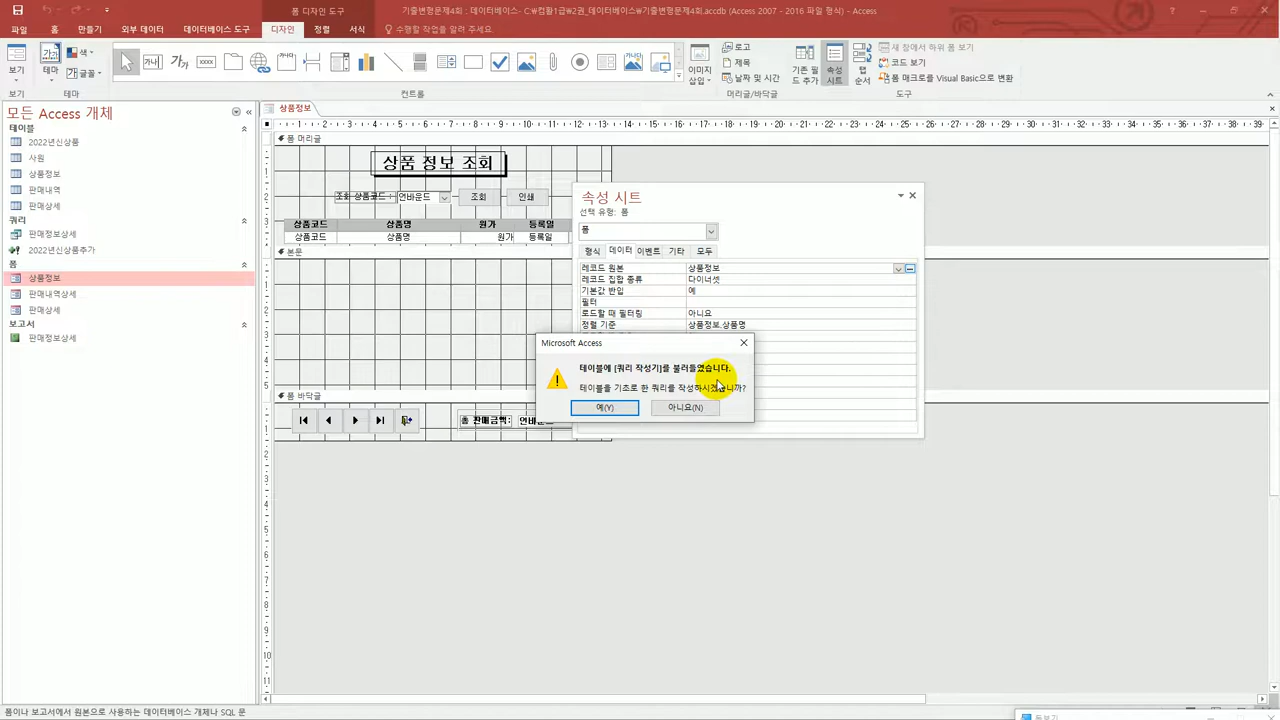 폼 디자인 도구
기출변형문제4회 : 데이터베이스- C:₩컴활1급₩2권_데이터베이스₩기출변형문제4회.accdb (Access 2007 - 2016 파일 형식) - Access
파일 홈 만들기 외부 데이터 데이터베이스 도구 디자인 정렬 서식 수행할 작업을 알려 주세요.
보기
테마
색
글꼴
이미지 삽입
로고
제목
날짜 및 시간
기존 필드 추가
속성 시트
탭 순서
새 창에서 하위 폼 보기
코드 보기
폼 매크로를 Visual Basic으로 변환
보기 테마 컨트롤 머리글/바닥글 도구
모든 Access 개체
테이블
2022년신상품
사원
상품정보
판매내역
판매상세
쿼리
판매정보상세
2022년신상품추가
폼
상품정보
판매내역상세
판매상세
보고서
판매정보상세
상품정보
폼 머리글
상품 정보 조회
조회 상품코드 : 언바운드 조회 인쇄
상품코드 상품명 원가 등록일
상품코드 상품명 원가 등록일
본문
폼 바닥글
총 판매금액:
속성 시트
선택 유형: 폼
폼
형식 데이터 이벤트 기타 모두
레코드 원본 상품정보
레코드 집합 종류 다이너셋
기본값 반입 예
필터
로드할 때 필터링 아니요
정렬 기준 상품정보.상품명
Microsoft Access
테이블에 [쿼리 작성기]를 불러들였습니다.
테이블을 기초로 한 쿼리를 작성하시겠습니까?
예(Y) 아니요(N)
폼이나 보고서에서 원본으로 사용하는 데이터베이스 개체나 SQL 문
돋보기